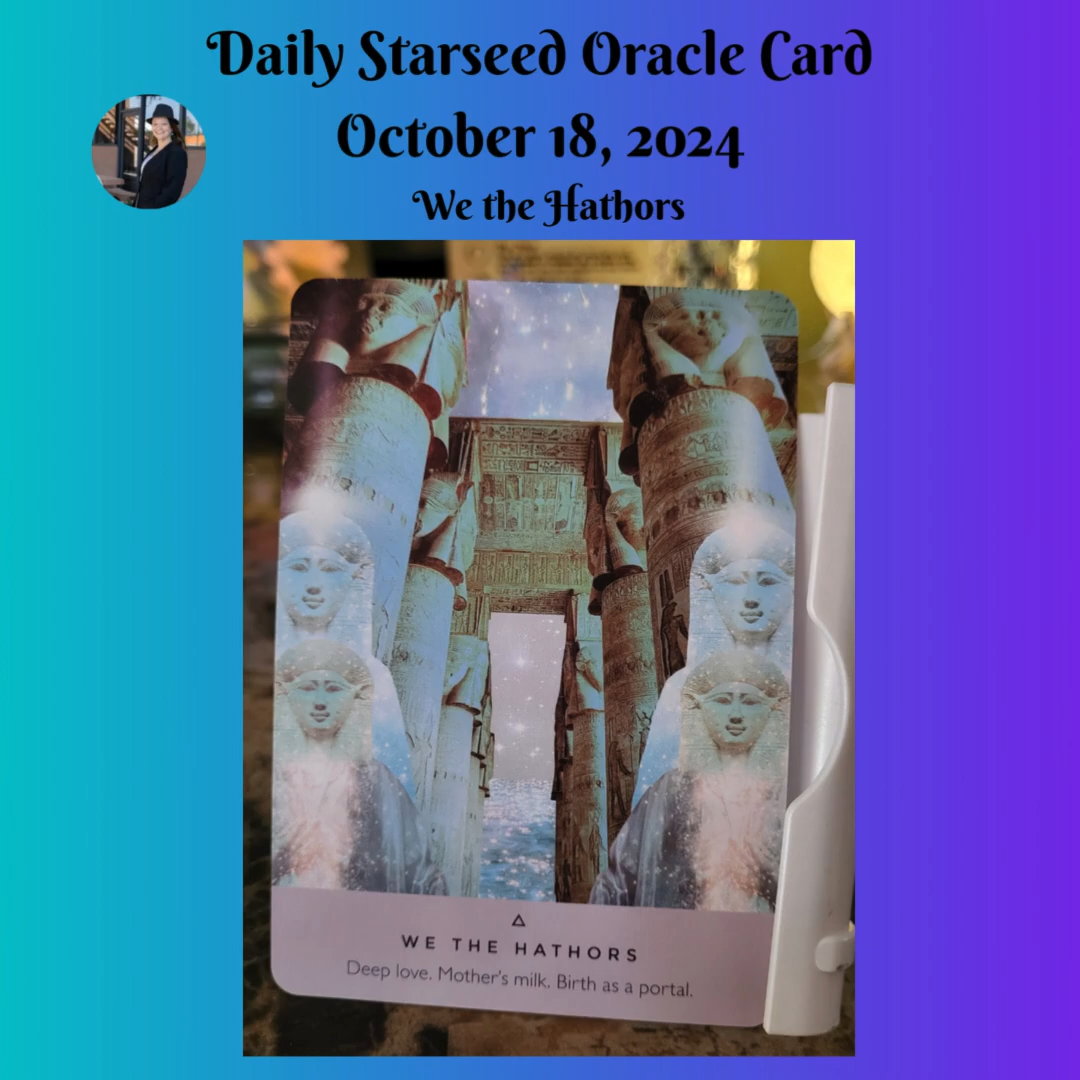 Daily Starseed Oracle Card
October 18, 2024
We the Hathors
WE THE HATHORS
Deep love. Mother's milk. Birth as a portal.